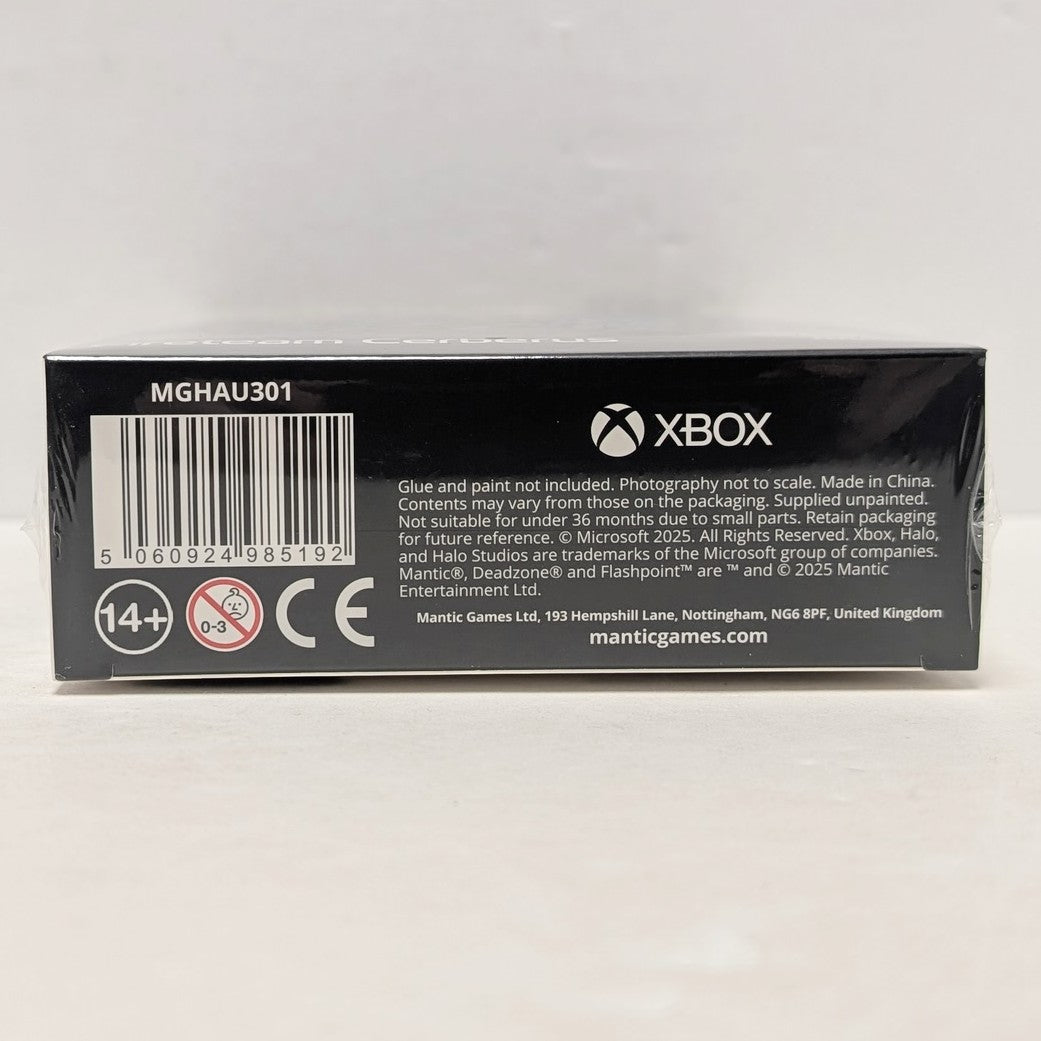 Fireteam Cerberus
MGHAU301
5 060924 985192
14+
0-3
CE
XBOX
Glue and paint not included. Photography not to scale. Made in China.
Contents may vary from those on the packaging. Supplied unpainted.
Not suitable for under 36 months due to small parts. Retain packaging
for future reference. © Microsoft 2025. All Rights Reserved. Xbox, Halo,
and Halo Studios are trademarks of the Microsoft group of companies.
Mantic®, Deadzone® and Flashpoint™ are ™ and © 2025 Mantic
Entertainment Ltd.
Mantic Games Ltd, 193 Hempshill Lane, Nottingham, NG6 8PF, United Kingdom
manticgames.com